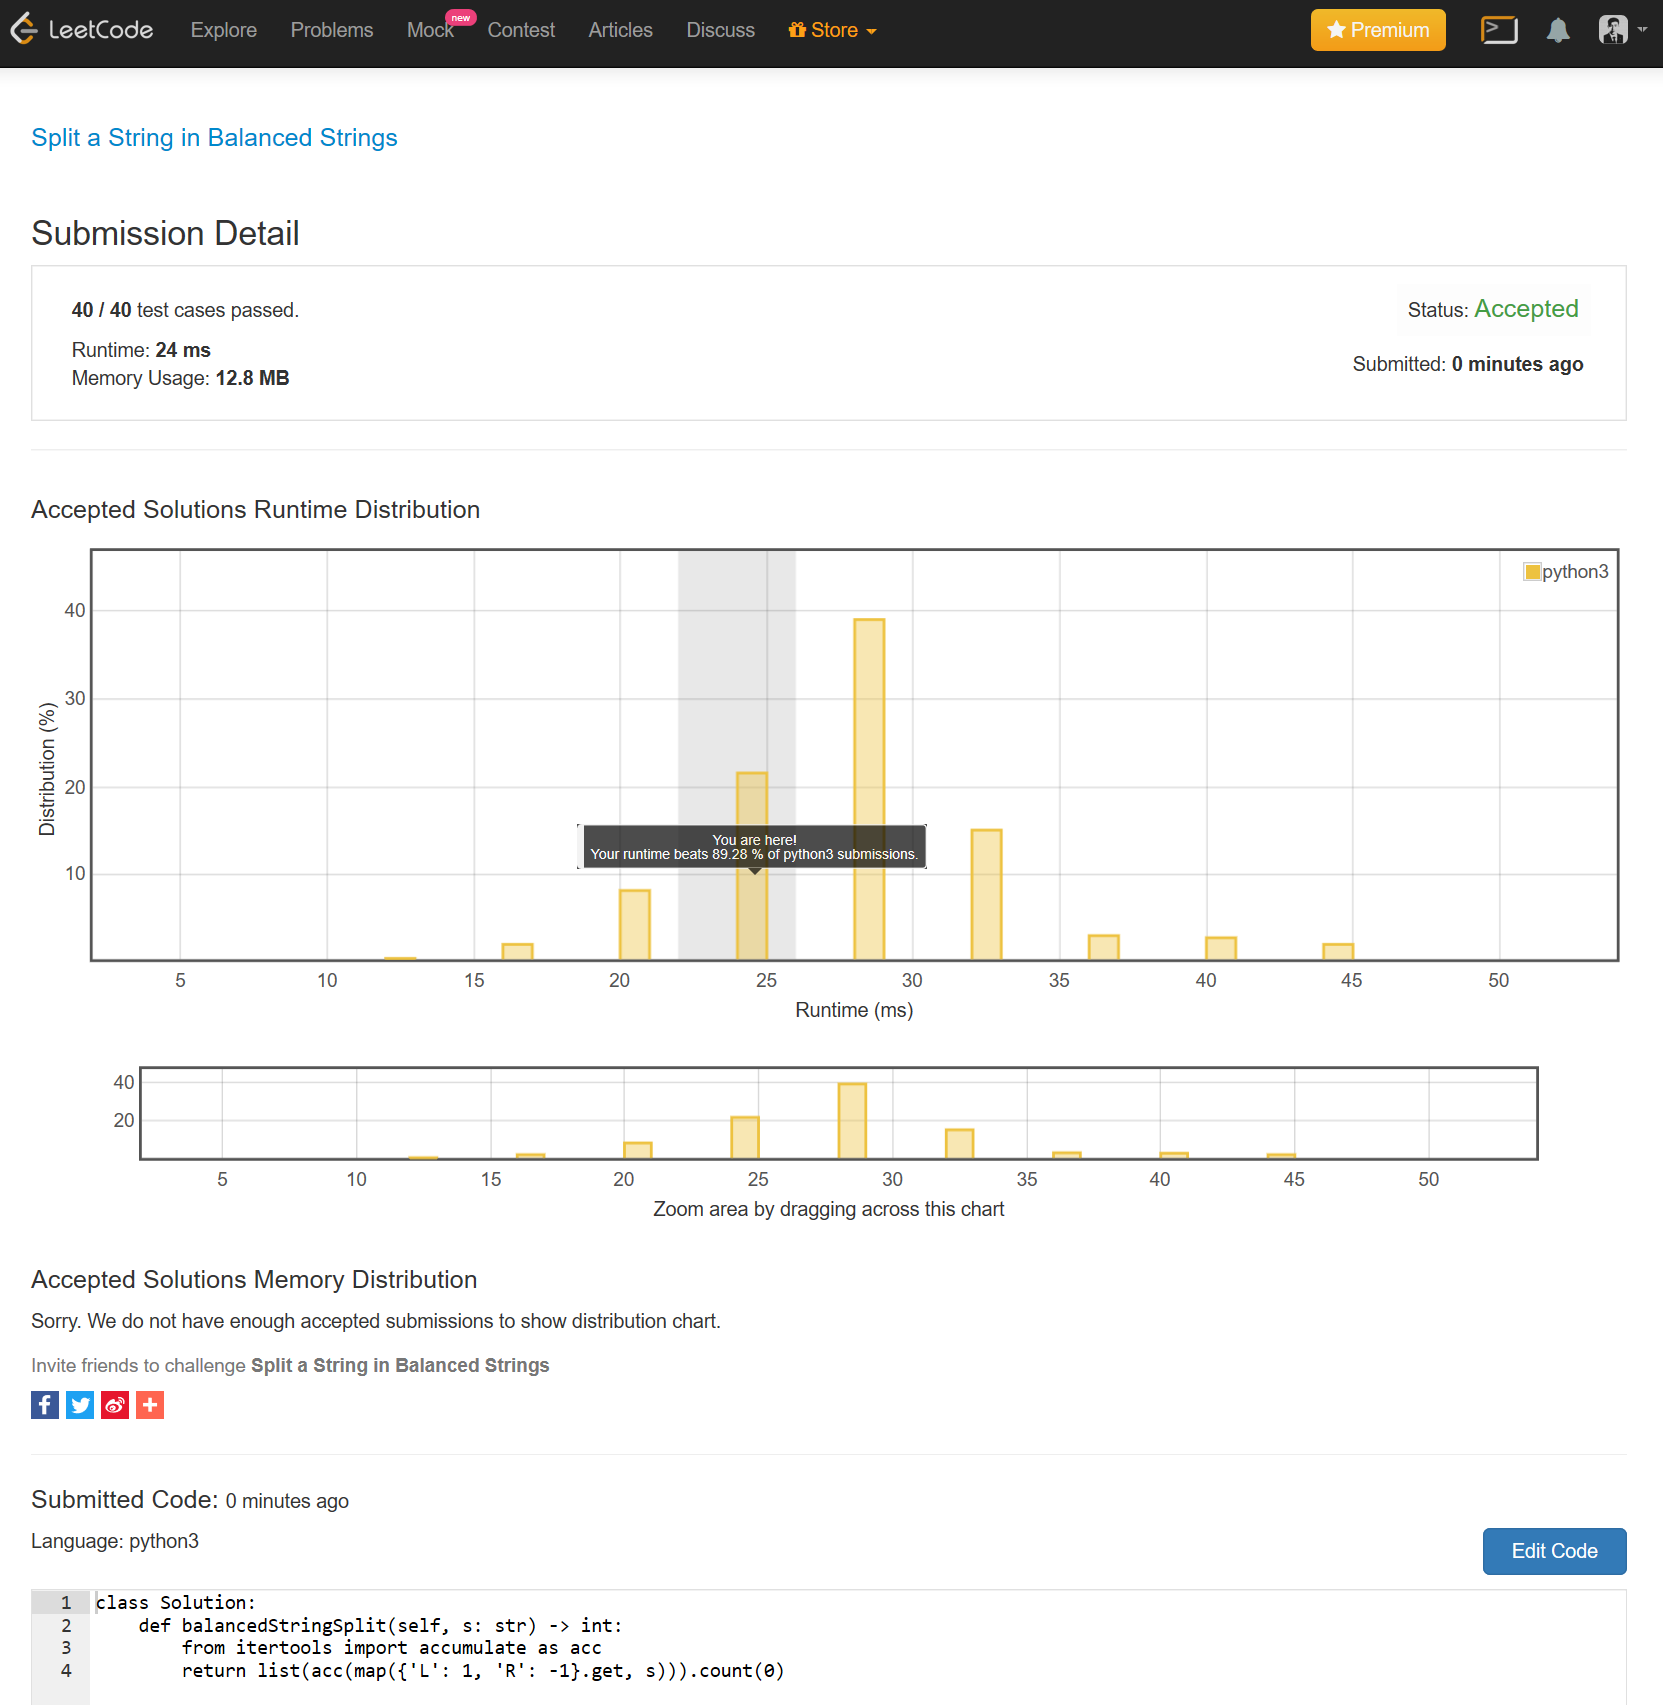 LeetCode Explore Problems Mock new Contest Articles Discuss Store Premium
Split a String in Balanced Strings
Submission Detail
40 / 40 test cases passed.
Status: Accepted
Runtime: 24 ms
Submitted: 0 minutes ago
Memory Usage: 12.8 MB
Accepted Solutions Runtime Distribution
python3
40
30
20
10
Distribution (%)
You are here!
Your runtime beats 89.28 % of python3 submissions.
5 10 15 20 25 30 35 40 45 50
Runtime (ms)
40
20
5 10 15 20 25 30 35 40 45 50
Zoom area by dragging across this chart
Accepted Solutions Memory Distribution
Sorry. We do not have enough accepted submissions to show distribution chart.
Invite friends to challenge Split a String in Balanced Strings
Submitted Code: 0 minutes ago
Language: python3
Edit Code
1 class Solution:
2     def balancedStringSplit(self, s: str) -> int:
3         from itertools import accumulate as acc
4         return list(acc(map({'L': 1, 'R': -1}.get, s))).count(0)